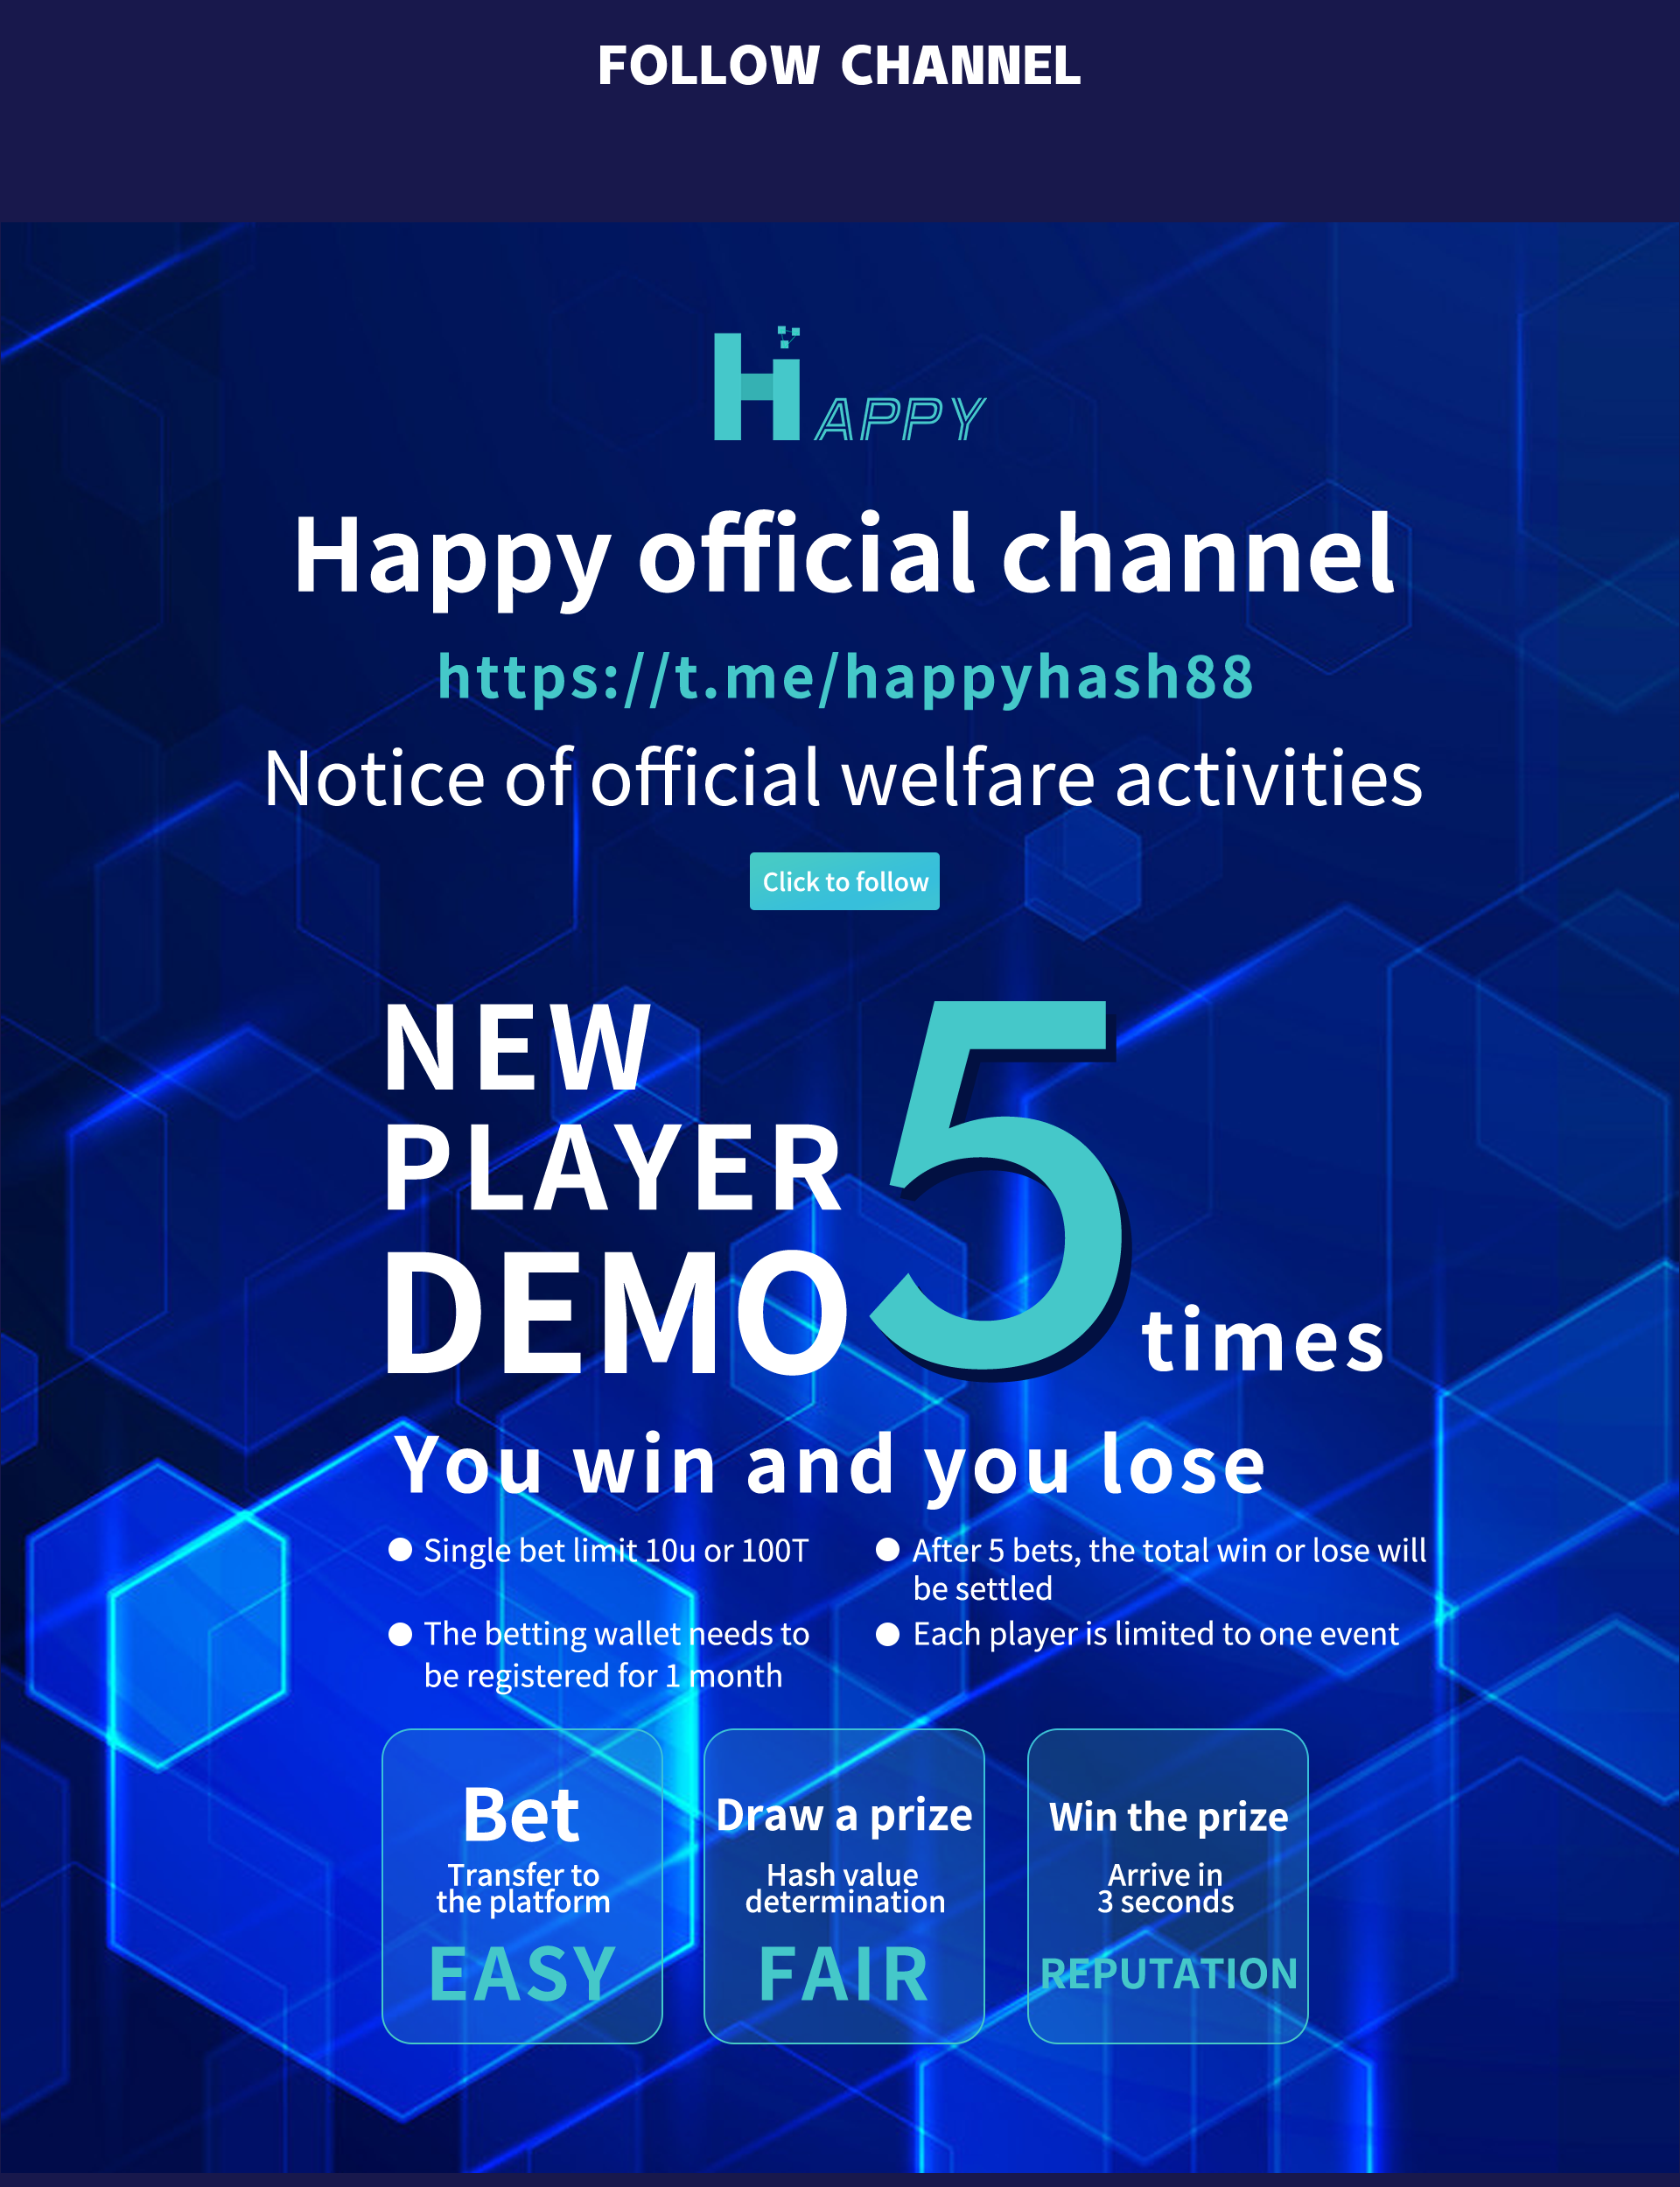 FOLLOW CHANNEL
HAPPY
Happy official channel
https://t.me/happyhash88
Notice of official welfare activities
Click to follow
NEW
PLAYER
DEMO 5 times
You win and you lose
Single bet limit 10u or 100T
The betting wallet needs to
be registered for 1 month
After 5 bets, the total win or lose will
be settled
Each player is limited to one event
Bet
Transfer to
the platform
EASY
Draw a prize
Hash value
determination
FAIR
Win the prize
Arrive in
3 seconds
REPUTATION